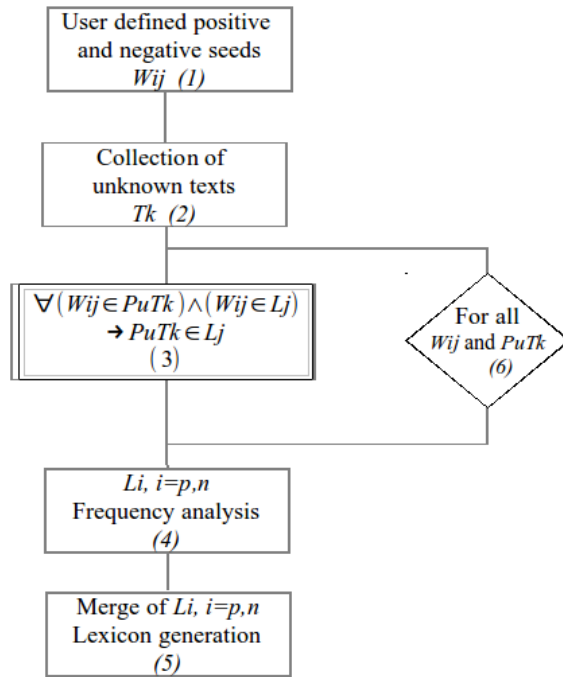 User defined positive
and negative seeds
Wij (1)
Collection of
unknown texts
Tk (2)
∀(Wij∈PuTk)∧(Wij∈Lj)
→PuTk∈Lj
(3)
For all
Wij and PuTk
(6)
Li, i=p,n
Frequency analysis
(4)
Merge of Li, i=p,n
Lexicon generation
(5)